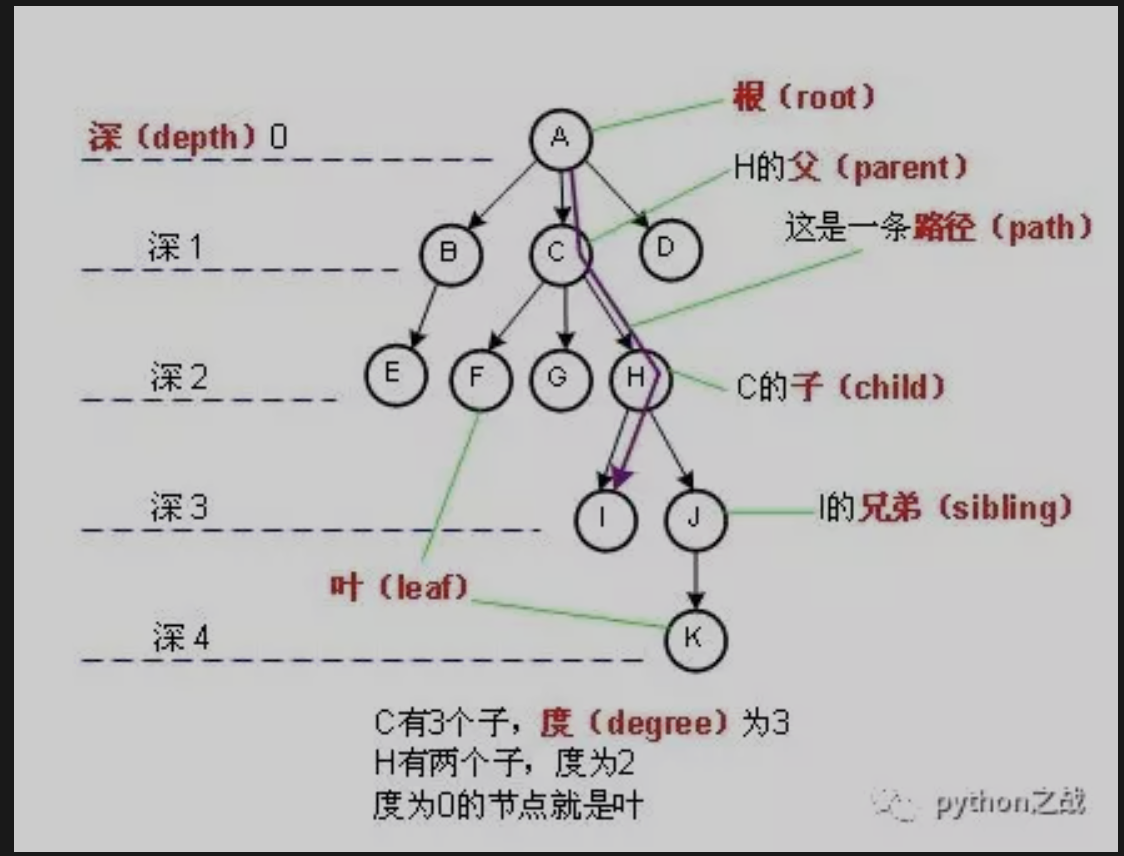 根（root）
深（depth）0
A
H的父（parent）
这是一条路径（path）
深1
B
C
D
深2
E
F
G
H
C的子（child）
深3
I
J
I的兄弟（sibling）
叶（leaf）
深4
K
C有3个子，度（degree）为3
H有两个子，度为2
度为0的节点就是叶
python之战